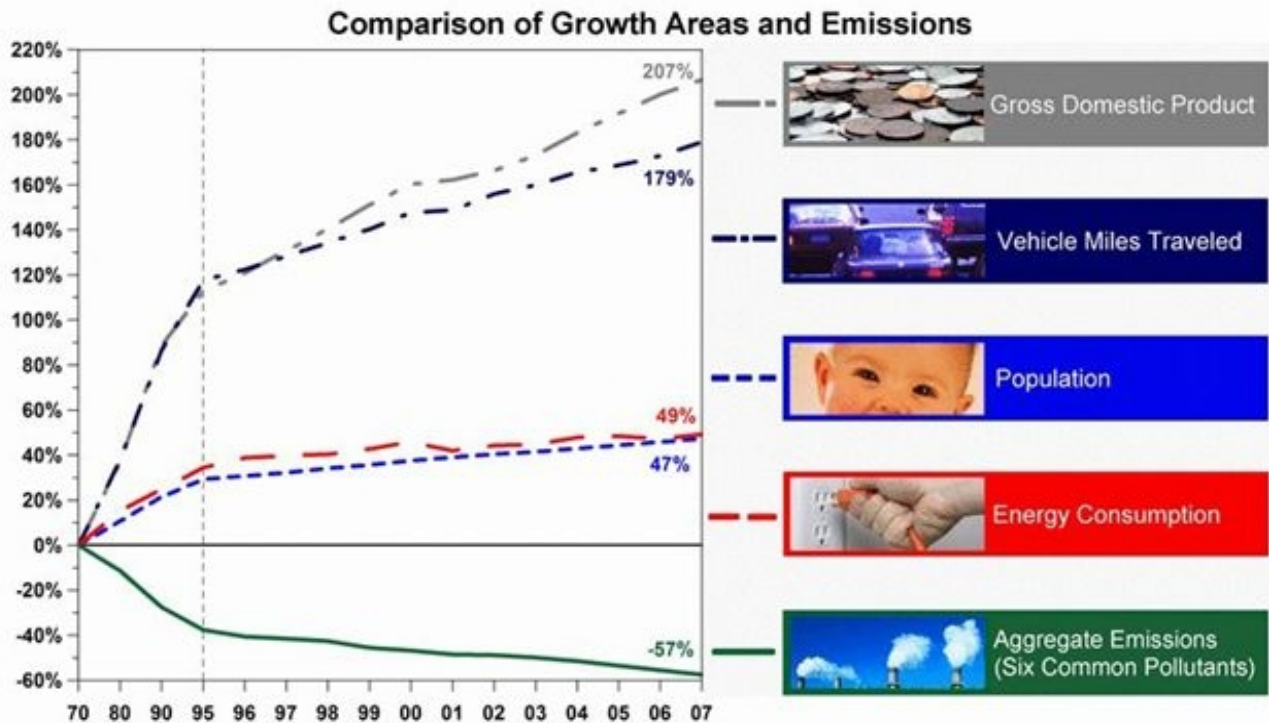 Comparison of Growth Areas and Emissions
220%
200%
180%
160%
140%
120%
100%
80%
60%
40%
20%
0%
-20%
-40%
-60%
207%
179%
49%
47%
-57%
70 80 90 95 96 97 98 99 00 01 02 03 04 05 06 07
Gross Domestic Product
Vehicle Miles Traveled
Population
Energy Consumption
Aggregate Emissions
(Six Common Pollutants)